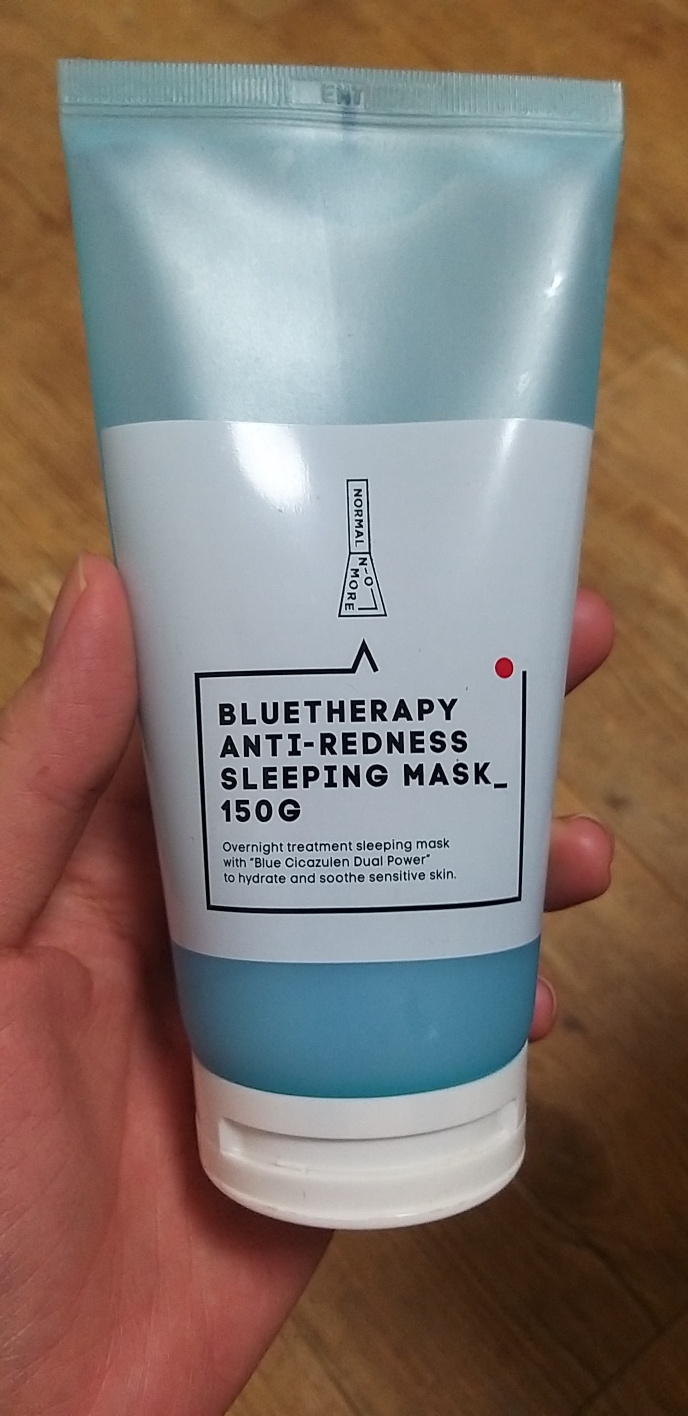 NORMAL
N-O
MORE
BLUETHERAPY
ANTI-REDNESS
SLEEPING MASK_
150G
Overnight treatment sleeping mask
with "Blue Cicazulen Dual Power"
to hydrate and soothe sensitive skin.